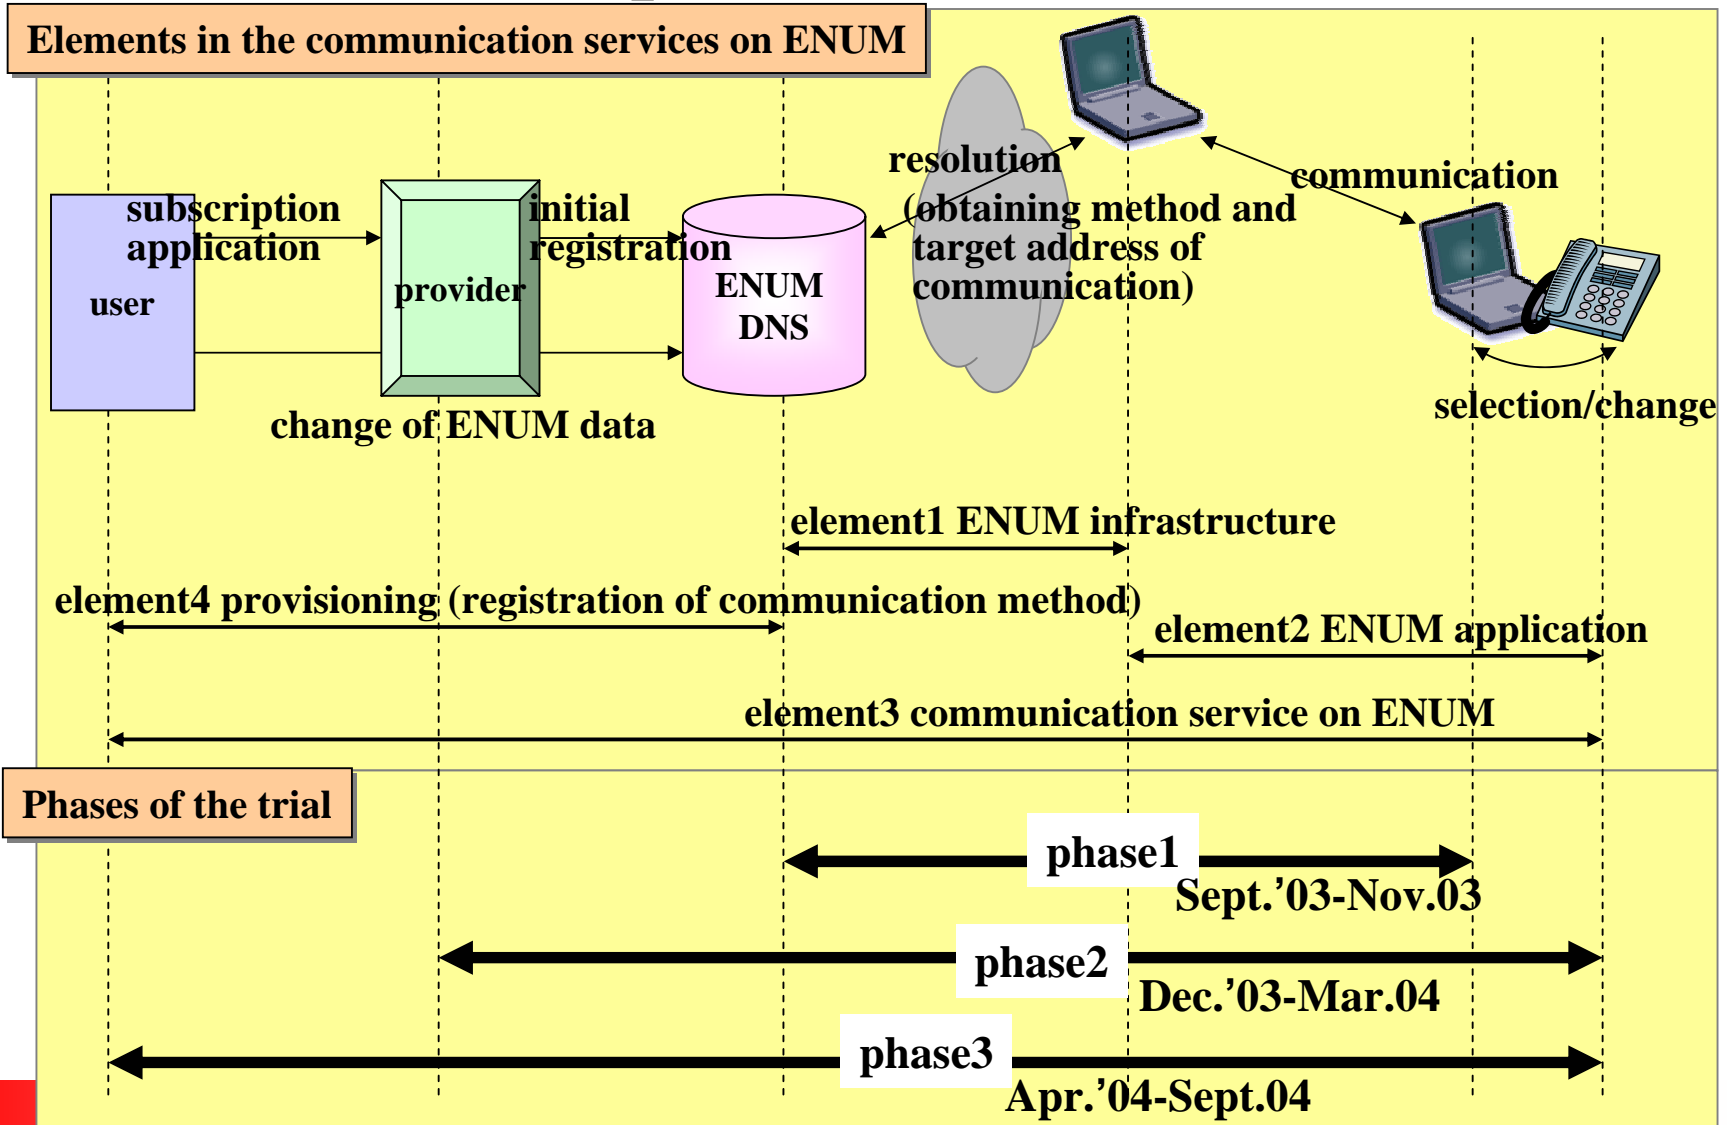 Elements in the communication services on ENUM
resolution
(obtaining method and
target address of
communication)
communication
subscription
application
initial
registration
user
provider
ENUM
DNS
change of ENUM data
selection/change
element1 ENUM infrastructure
element4 provisioning (registration of communication method)
element2 ENUM application
element3 communication service on ENUM
Phases of the trial
phase1
Sept.’03-Nov.03
phase2
Dec.’03-Mar.04
phase3
Apr.’04-Sept.04